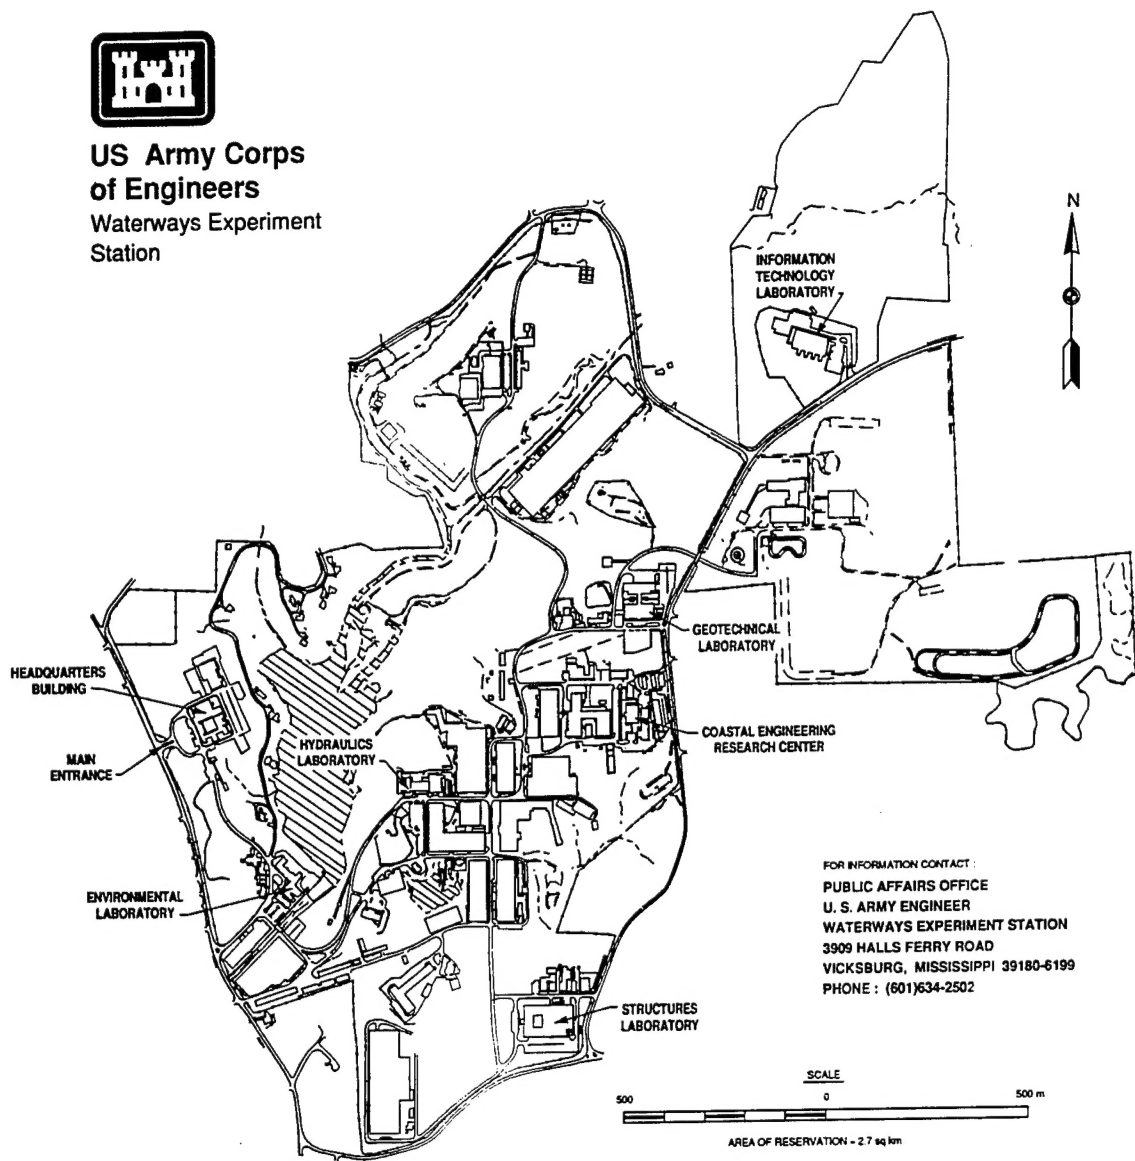 US Army Corps
of Engineers
Waterways Experiment
Station
N
INFORMATION
TECHNOLOGY
LABORATORY
GEOTECHNICAL
LABORATORY
HEADQUARTERS
BUILDING
MAIN
ENTRANCE
HYDRAULICS
LABORATORY
COASTAL ENGINEERING
RESEARCH CENTER
ENVIRONMENTAL
LABORATORY
STRUCTURES
LABORATORY
FOR INFORMATION CONTACT :
PUBLIC AFFAIRS OFFICE
U. S. ARMY ENGINEER
WATERWAYS EXPERIMENT STATION
3909 HALLS FERRY ROAD
VICKSBURG, MISSISSIPPI 39180-6199
PHONE : (601)634-2502
SCALE
500 0 500 m
AREA OF RESERVATION = 2.7 sq km